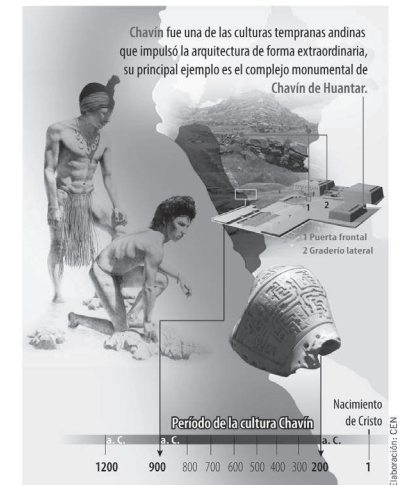 Chavín fue una de las culturas tempranas andinas
que impulsó la arquitectura de forma extraordinaria,
su principal ejemplo es el complejo monumental de
Chavín de Huantar.
1
2
1 Puerta frontal
2 Graderío lateral
Nacimiento
de Cristo
Período de la cultura Chavín
a. C. a. C. a. C.
1200 900 800 700 600 500 400 300 200 1
Elaboración: CEN